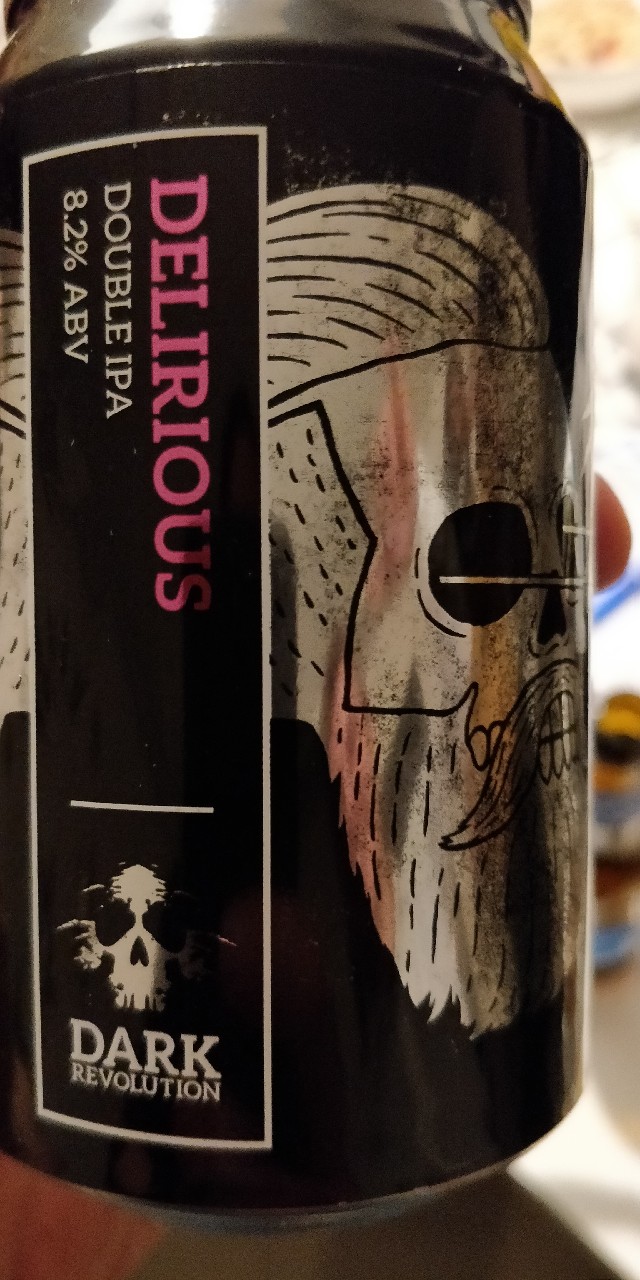 DELIRIOUS
DOUBLE IPA
8.2% ABV
DARK
REVOLUTION